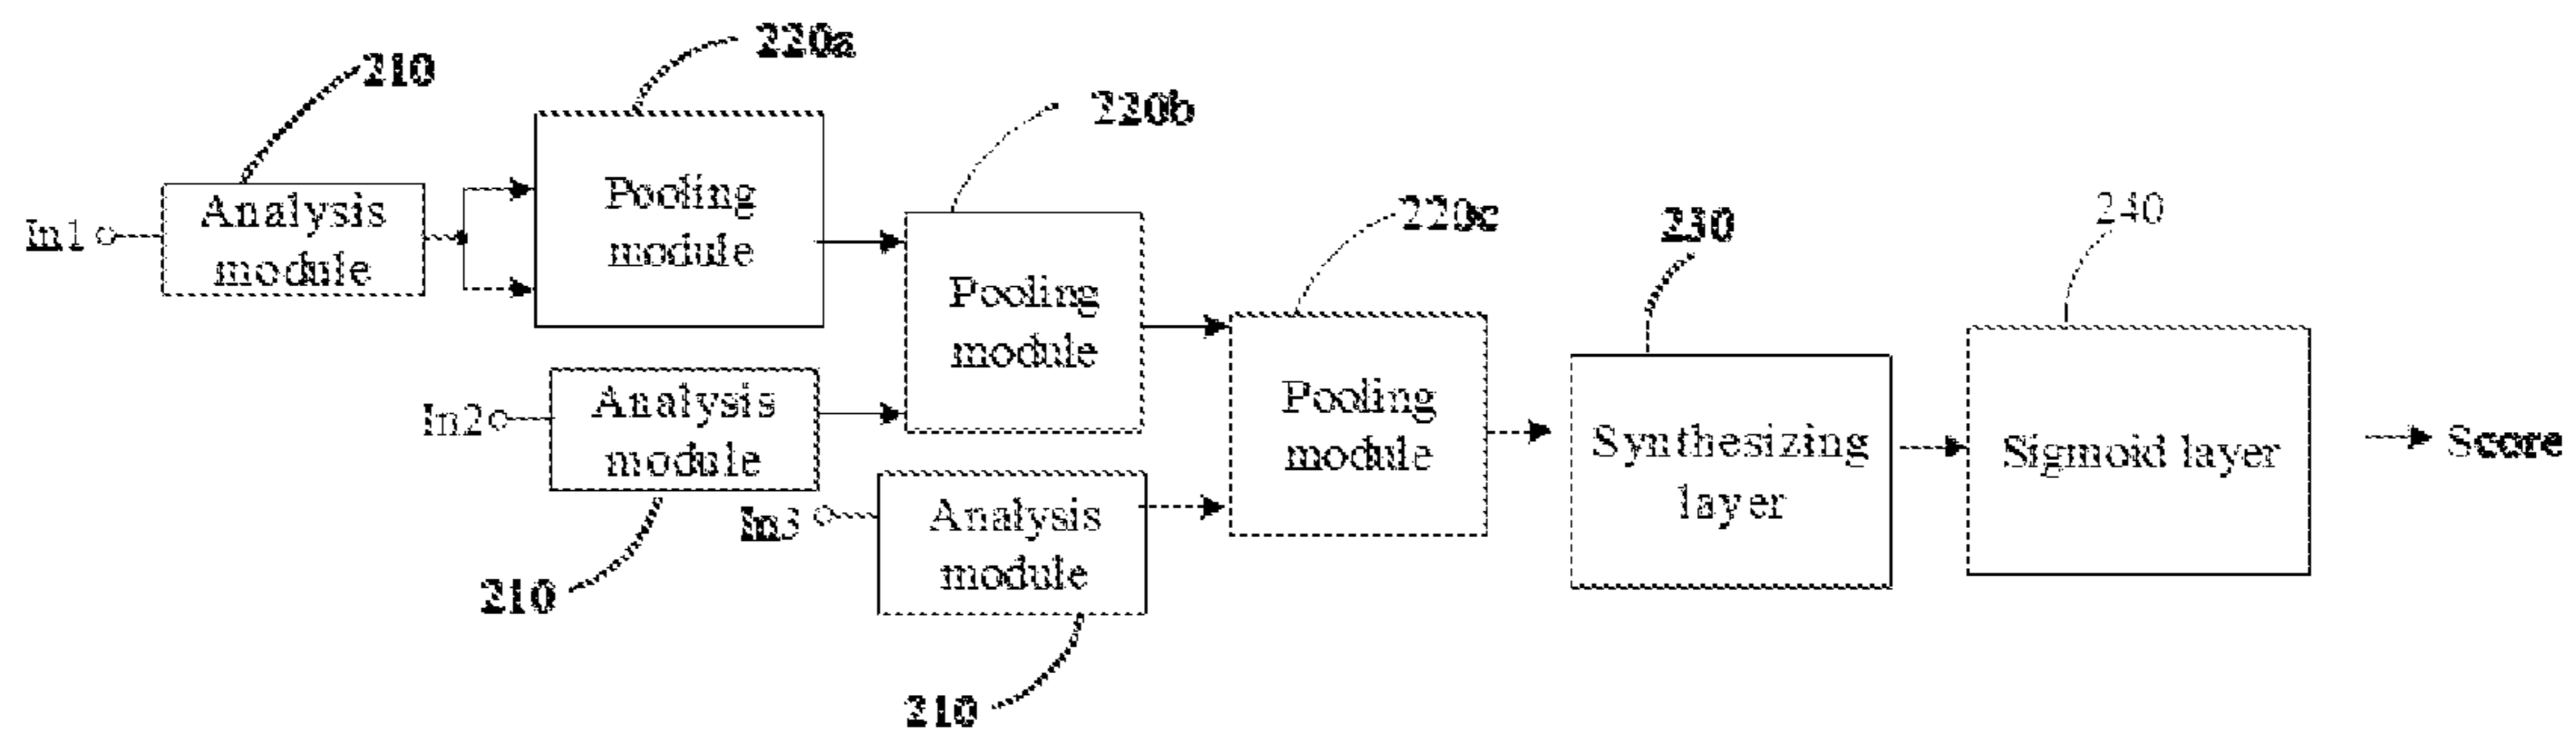 220a
210
220b
Pooling
module
Analysis
module
In1
220c
230
240
Pooling
module
Analysis
module
In2
Pooling
module
Synthesizing
layer
Sigmoid layer
Score
In3
Analysis
module
210
210